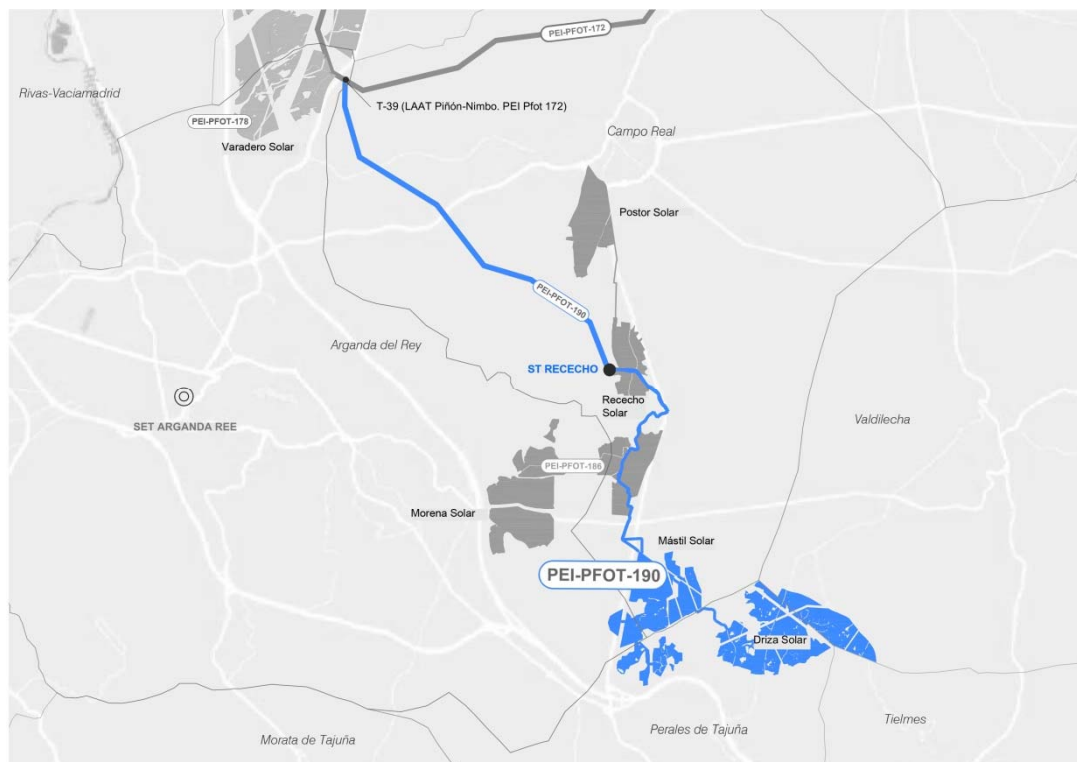 PEI-PFOT-172
Rivas-Vaciamadrid
T-39 (LAAT Piñón-Nimbo. PEI Pfot 172)
PEI-PFOT-178
Campo Real
Varadero Solar
Postor Solar
PEI-PFOT-190
Arganda del Rey
ST RECECHO
Rececho
Solar
Valdilecha
SET ARGANDA REE
PEI-PFOT-186
Morena Solar
Mástil Solar
PEI-PFOT-190
Driza Solar
Tielmes
Perales de Tajuña
Morata de Tajuña